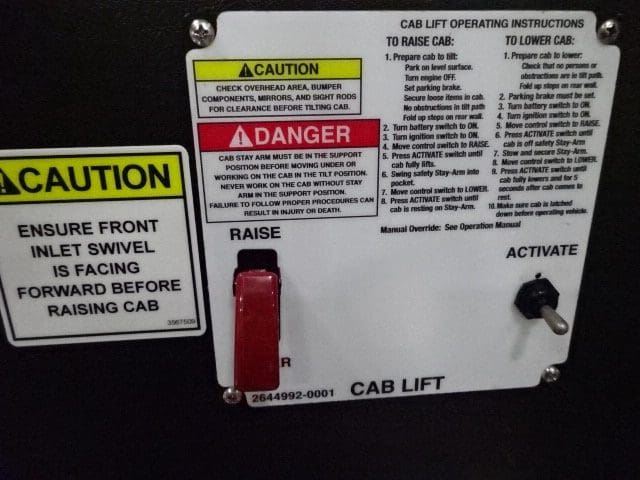 CAUTION
ENSURE FRONT
INLET SWIVEL
IS FACING
FORWARD BEFORE
RAISING CAB
3567509
CAB LIFT OPERATING INSTRUCTIONS
CAUTION
CHECK OVERHEAD AREA, BUMPER
COMPONENTS, MIRRORS, AND SIGHT RODS
FOR CLEARANCE BEFORE TILTING CAB.
DANGER
CAB STAY ARM MUST BE IN THE SUPPORT
POSITION BEFORE MOVING UNDER OR
WORKING ON THE CAB IN THE TILT POSITION.
NEVER WORK ON THE CAB WITHOUT STAY
ARM IN THE SUPPORT POSITION.
FAILURE TO FOLLOW PROPER PROCEDURES CAN
RESULT IN INJURY OR DEATH.
TO RAISE CAB:
1. Prepare cab to tilt:
Park on level surface.
Turn engine OFF.
Set parking brake.
Secure loose items in cab.
No obstructions in tilt path
Fold up steps on rear wall.
2. Turn battery switch to ON.
3. Turn ignition switch to ON.
4. Move control switch to RAISE.
5. Press ACTIVATE switch until
cab fully lifts.
6. Swing safety Stay-Arm into
pocket.
7. Move control switch to LOWER.
8. Press ACTIVATE switch until
cab is resting on Stay-Arm.
TO LOWER CAB:
1. Prepare cab to lower:
Check that no persons or
obstructions are in tilt path.
Fold up steps on rear wall.
2. Parking brake must be set.
3. Turn battery switch to ON.
4. Turn ignition switch to ON.
5. Move control switch to RAISE.
6. Press ACTIVATE switch until
cab is off safety Stay-Arm
7. Stow and secure Stay-Arm.
8. Move control switch to LOWER.
9. Press ACTIVATE switch until
cab fully lowers and for 5
seconds after cab comes to
rest.
10. Make sure cab is latched
down before operating vehicle.
Manual Override: See Operation Manual
RAISE
ACTIVATE
R
2644992-0001
CAB LIFT